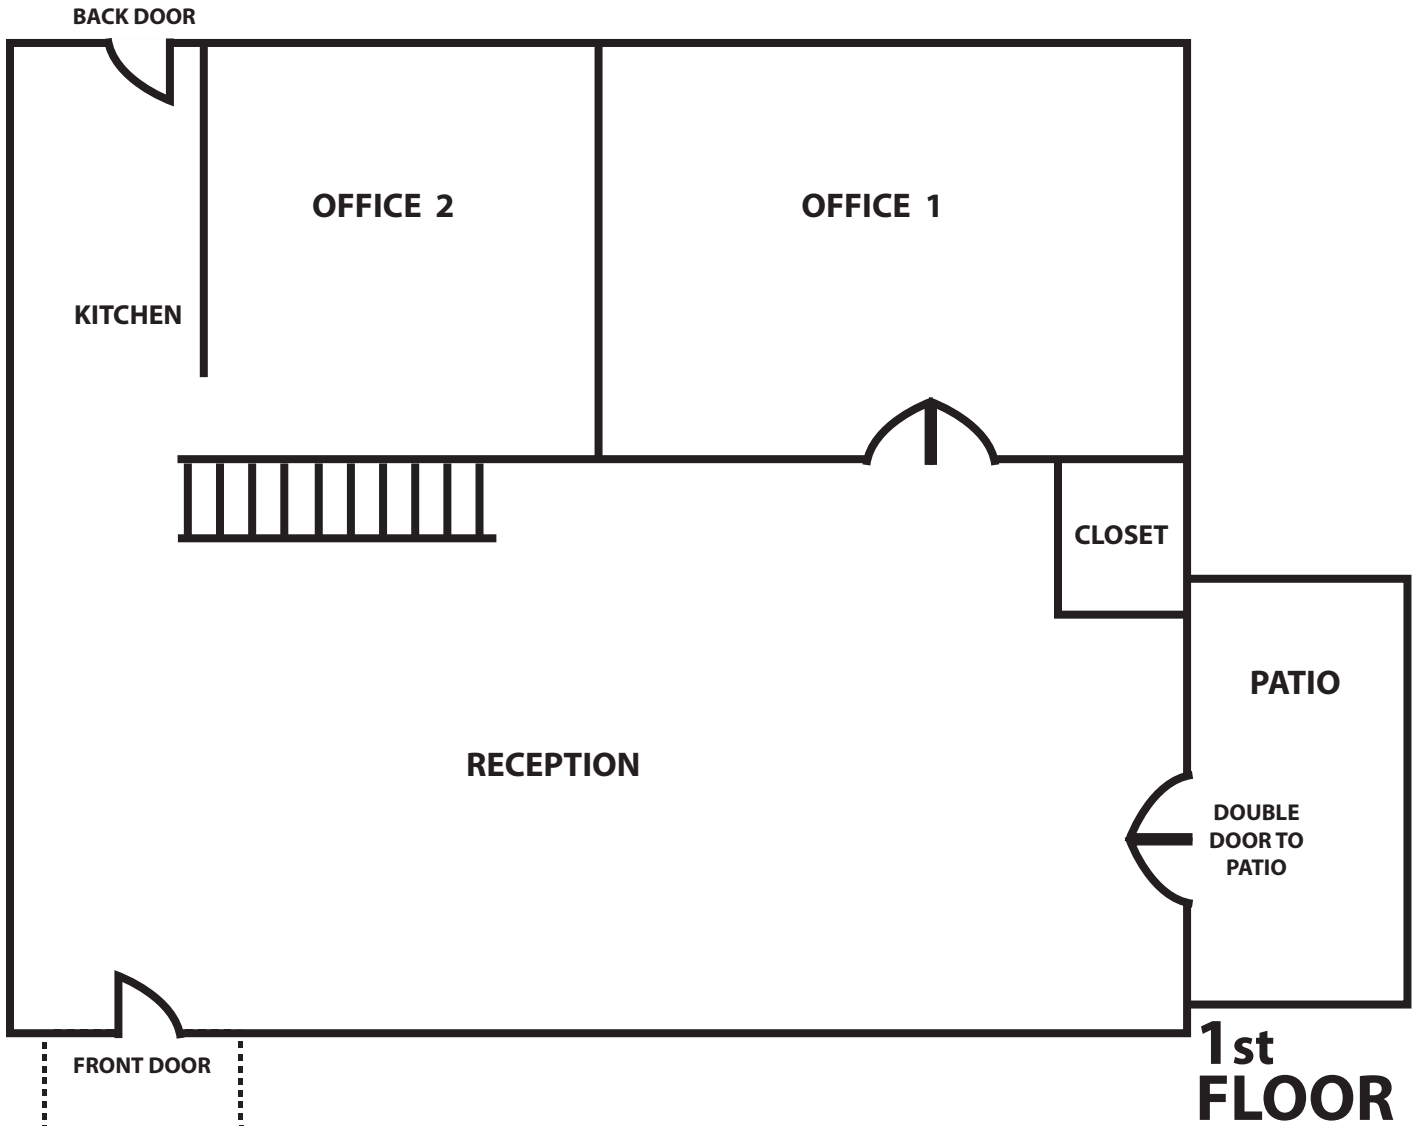 BACK DOOR
OFFICE 2
OFFICE 1
KITCHEN
CLOSET
PATIO
RECEPTION
DOUBLE
DOOR TO
PATIO
FRONT DOOR
1st
FLOOR